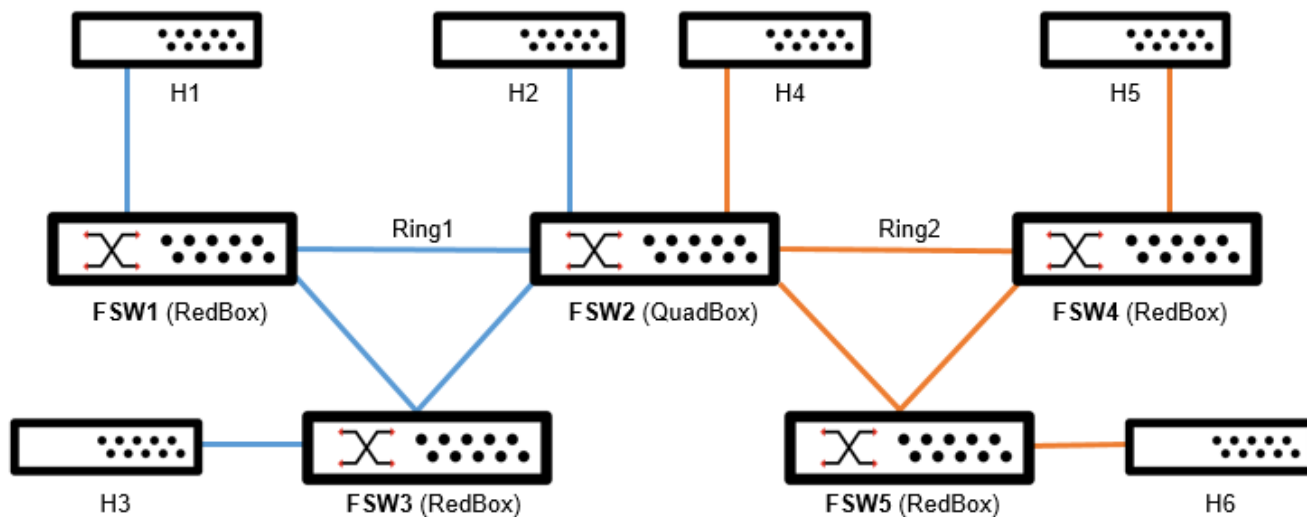 H1
H2
H4
H5
Ring1
Ring2
FSW1 (RedBox)
FSW2 (QuadBox)
FSW4 (RedBox)
H3
FSW3 (RedBox)
FSW5 (RedBox)
H6